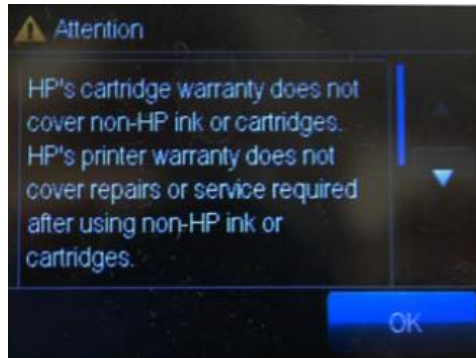 Attention
HP's cartridge warranty does not
cover non-HP ink or cartridges.
HP's printer warranty does not
cover repairs or service required
after using non-HP ink or
cartridges.
OK